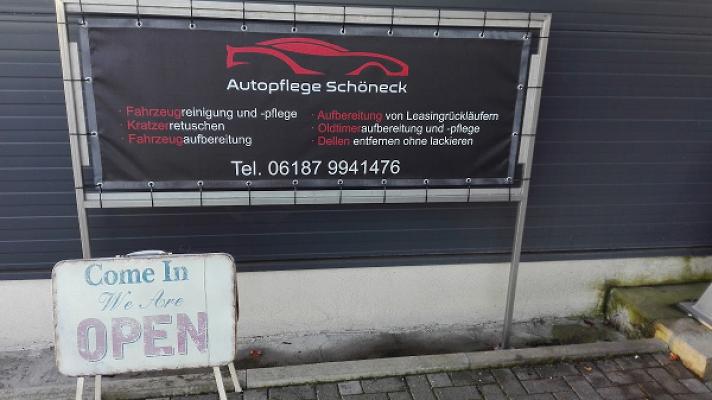 Autopflege Schöneck
· Fahrzeugreinigung und -pflege
· Kratzerretuschen
· Fahrzeugaufbereitung
· Aufbereitung von Leasingrückläufern
· Oldtimeraufbereitung und -pflege
· Dellen entfernen ohne lackieren
Tel. 06187 9941476
Come In
We Are
OPEN